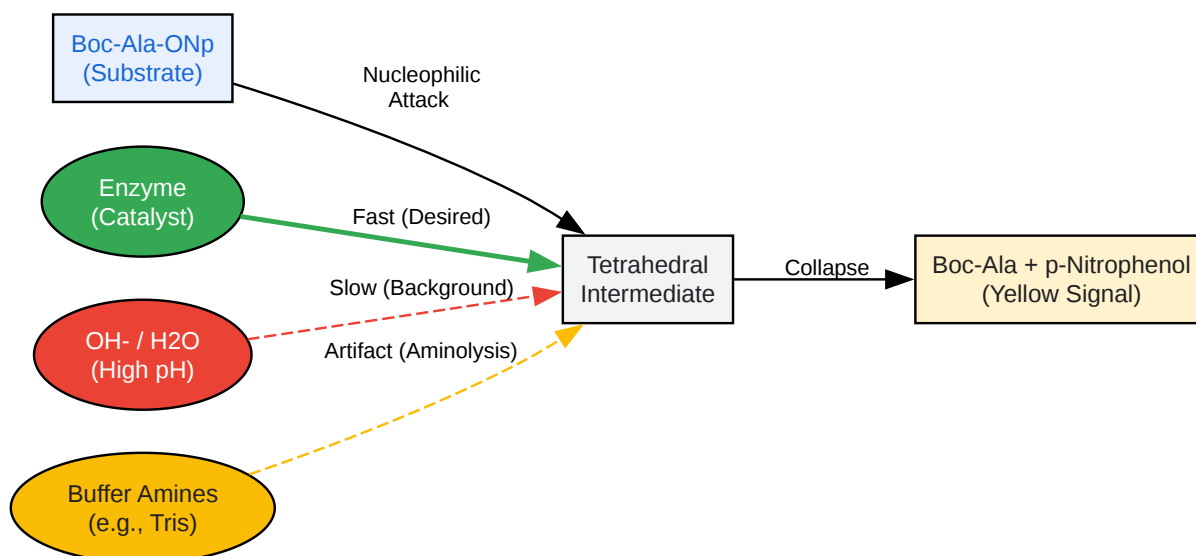 Boc-Ala-ONp
(Substrate)
Nucleophilic
Attack
Enzyme
(Catalyst)
Fast (Desired)
OH- / H2O
(High pH)
Slow (Background)
Buffer Amines
(e.g., Tris)
Artifact (Aminolysis)
Tetrahedral
Intermediate
Collapse
Boc-Ala + p-Nitrophenol
(Yellow Signal)